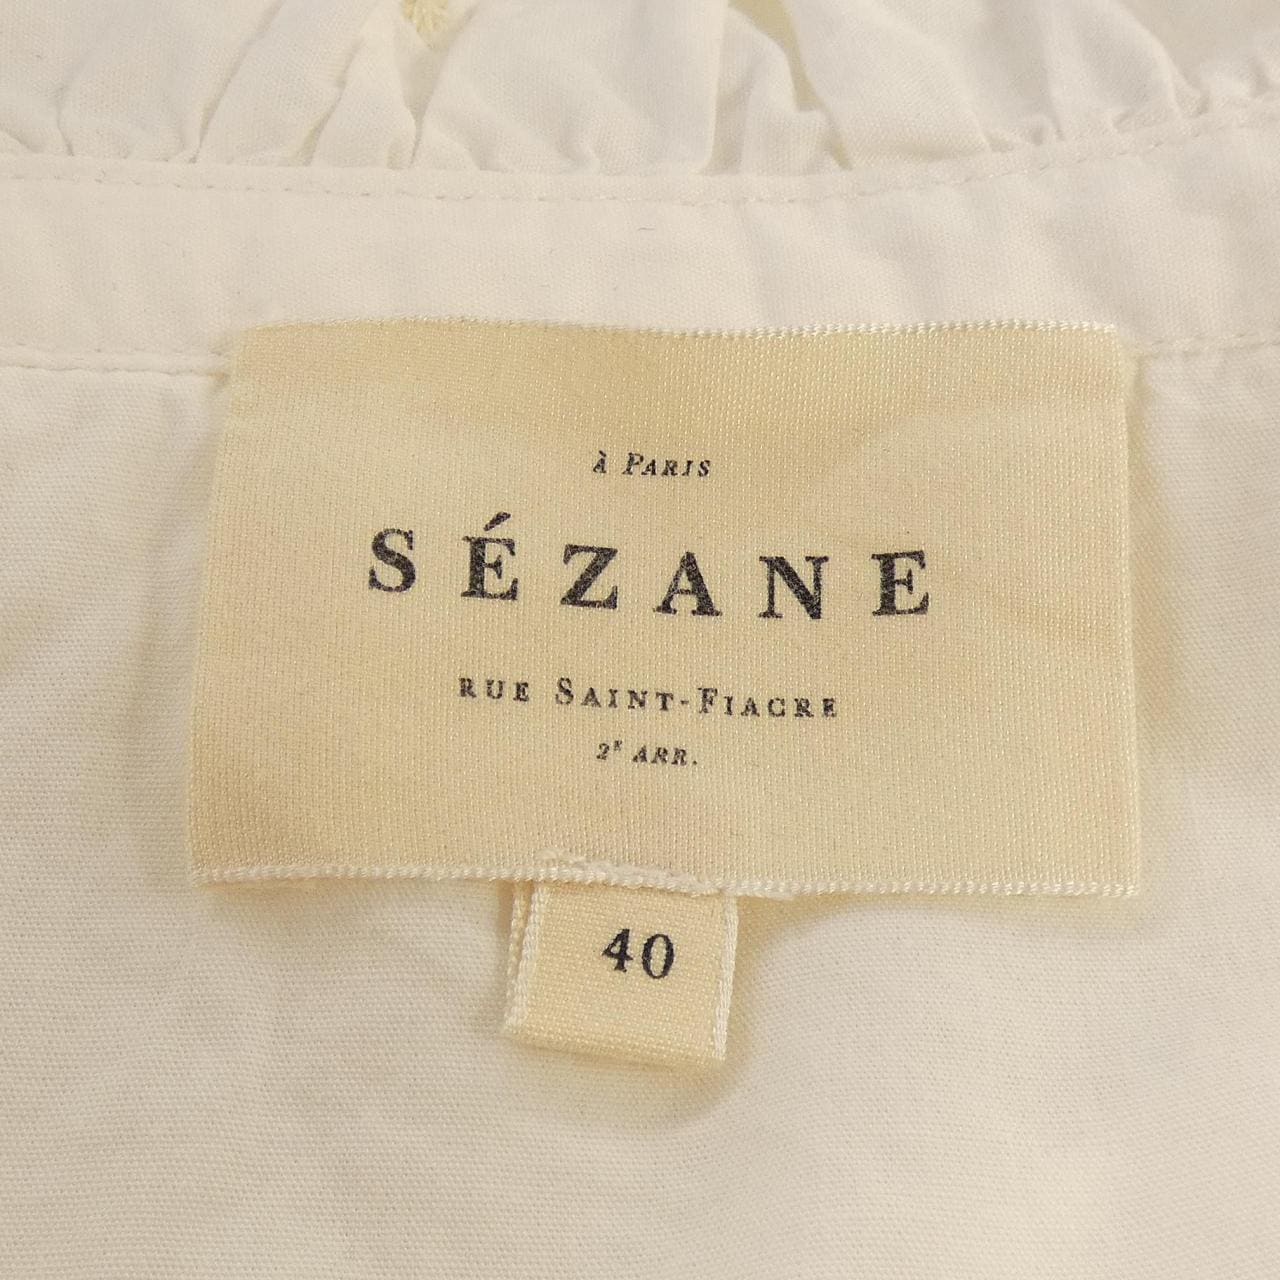 à Paris
SÉZANE
RUE SAINT-FIACRE
2E ARR.
40